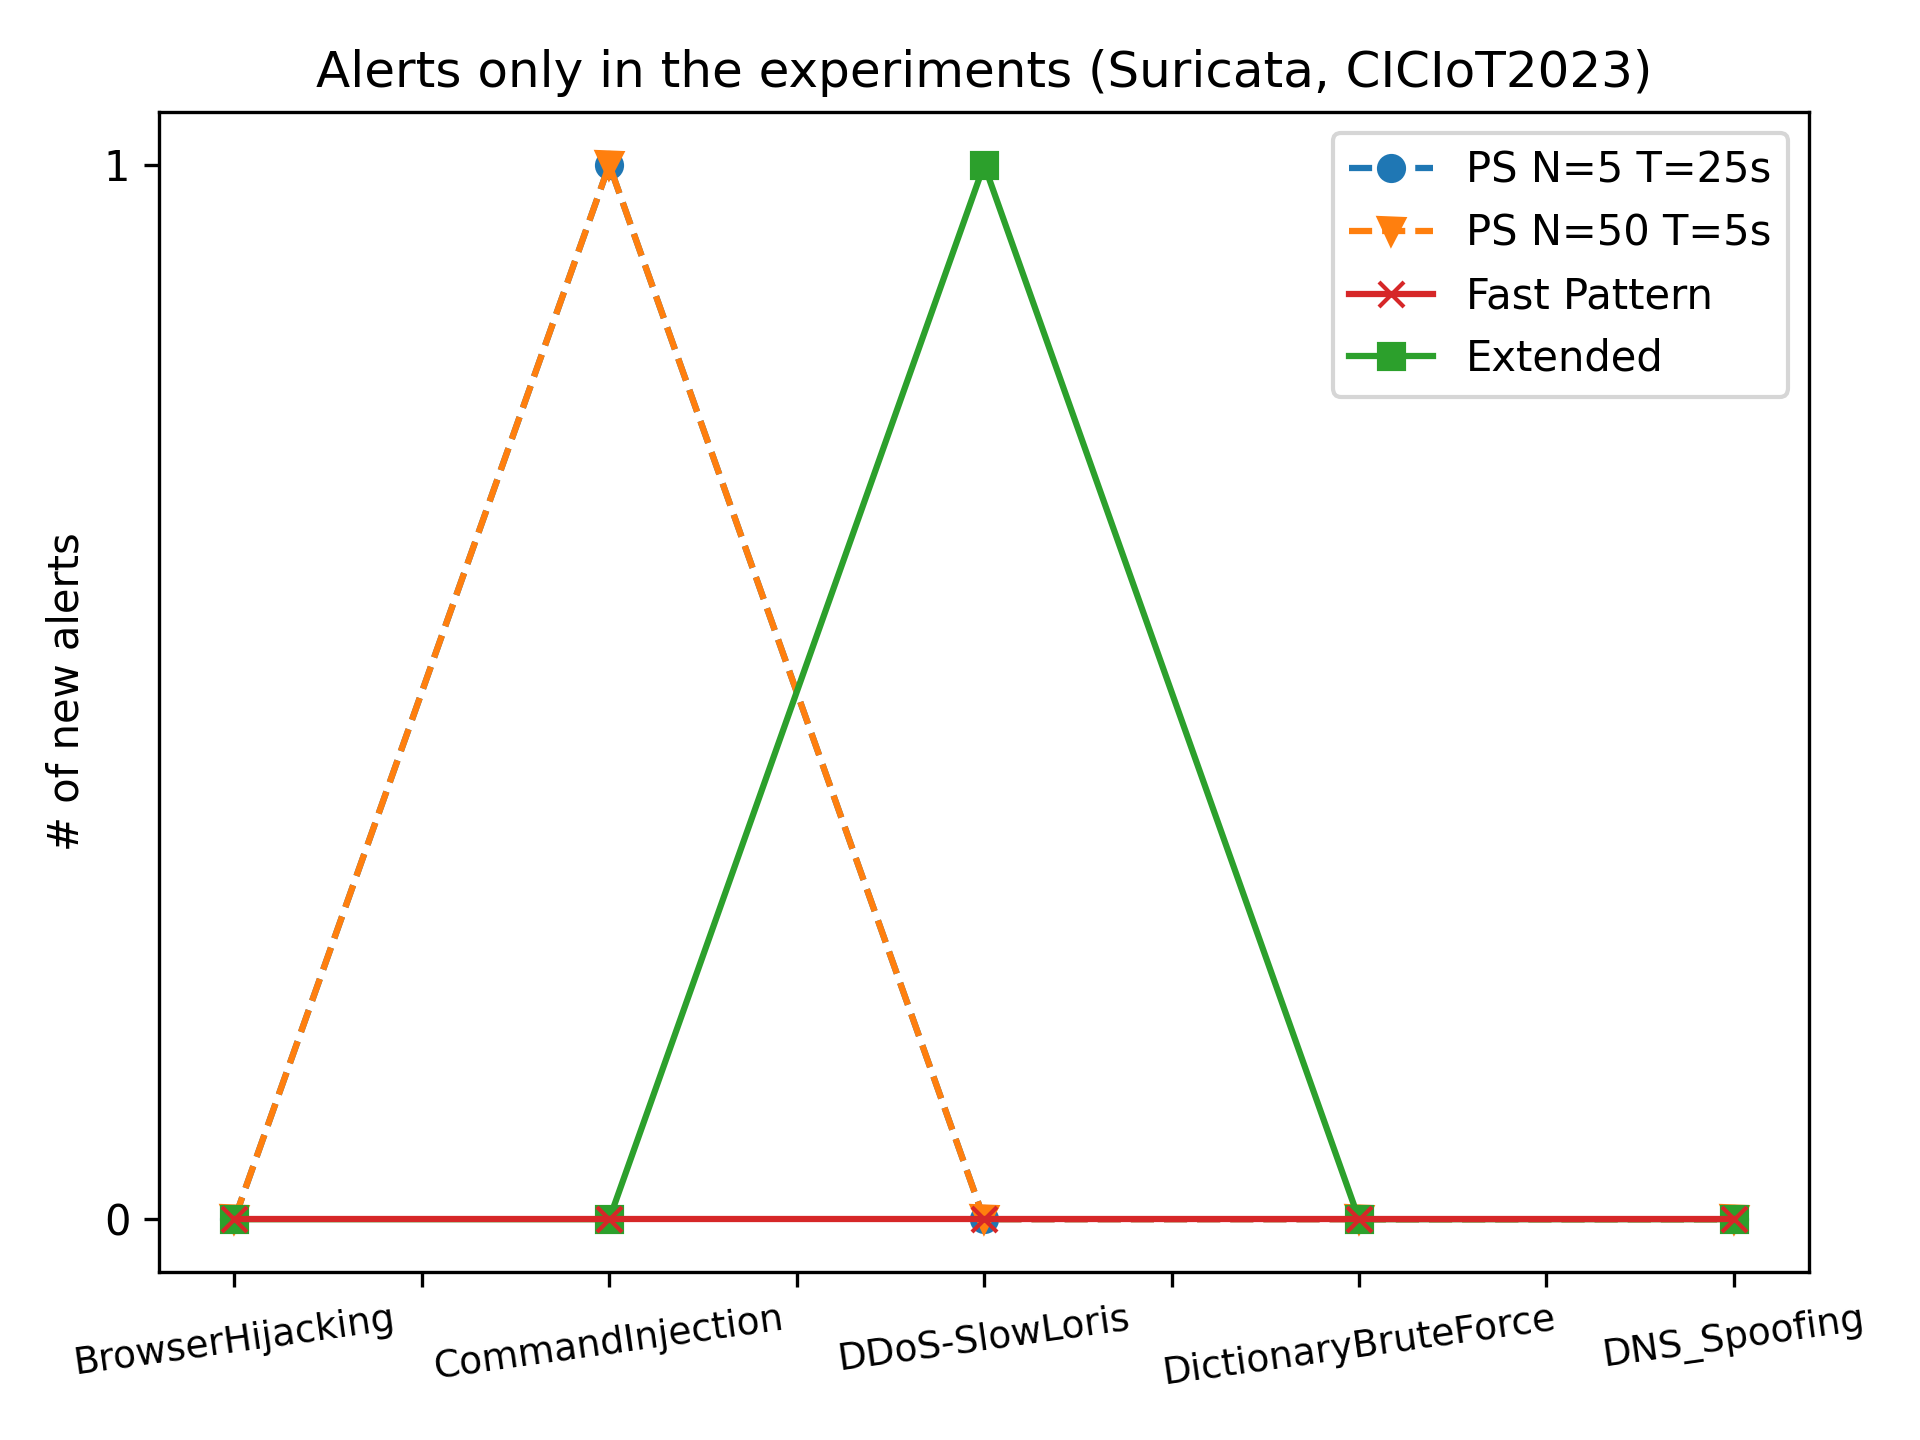 Alerts only in the experiments (Suricata, CICIoT2023)
PS N=5 T=25s
PS N=50 T=5s
Fast Pattern
Extended
# of new alerts
1
0
BrowserHijacking
CommandInjection
DDoS-SlowLoris
DictionaryBruteForce
DNS_Spoofing